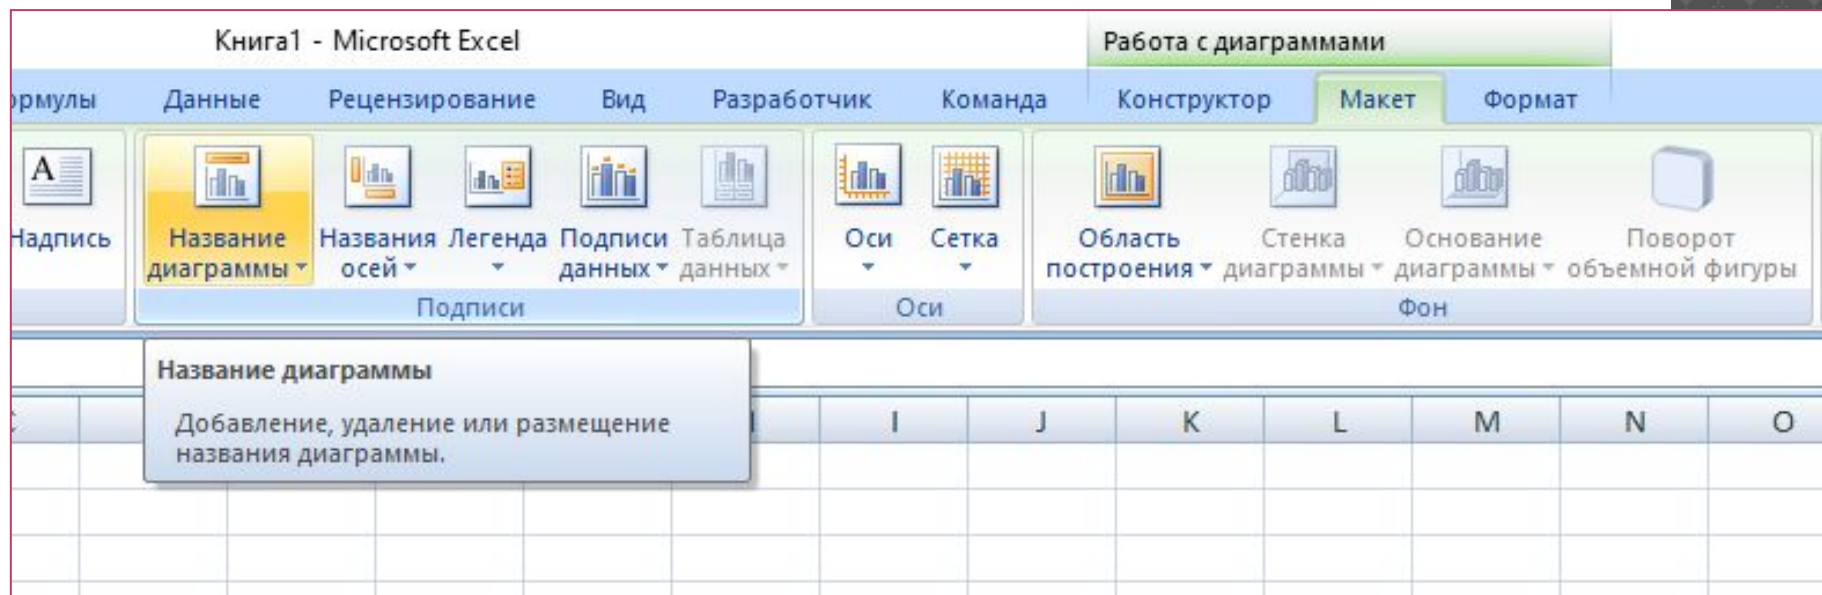 Книга1 - Microsoft Excel
Работа с диаграммами
Данные Рецензирование Вид Разработчик Команда Конструктор Макет Формат
A
Надпись
Название диаграммы
Названия осей
Легенда
Подписи данных
Таблица данных
Оси
Сетка
Область построения
Стенка диаграммы
Основание диаграммы
Поворот объемной фигуры
Подписи
Оси
Фон
Название диаграммы
Добавление, удаление или размещение
названия диаграммы.
I J K L M N O